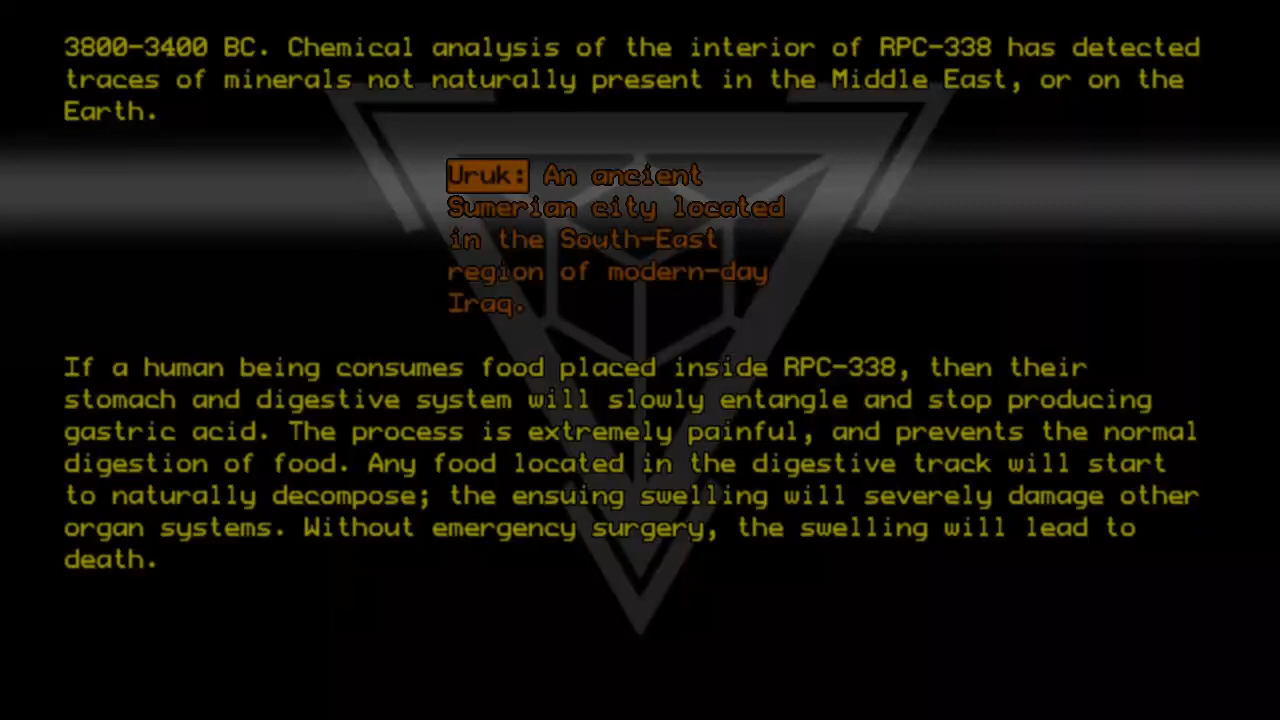 3800-3400 BC. Chemical analysis of the interior of RPC-338 has detected
traces of minerals not naturally present in the Middle East, or on the
Earth.
Uruk: An ancient
Sumerian city located
in the South-East
region of modern-day
Iraq.
If a human being consumes food placed inside RPC-338, then their
stomach and digestive system will slowly entangle and stop producing
gastric acid. The process is extremely painful, and prevents the normal
digestion of food. Any food located in the digestive track will start
to naturally decompose; the ensuing swelling will severely damage other
organ systems. Without emergency surgery, the swelling will lead to
death.